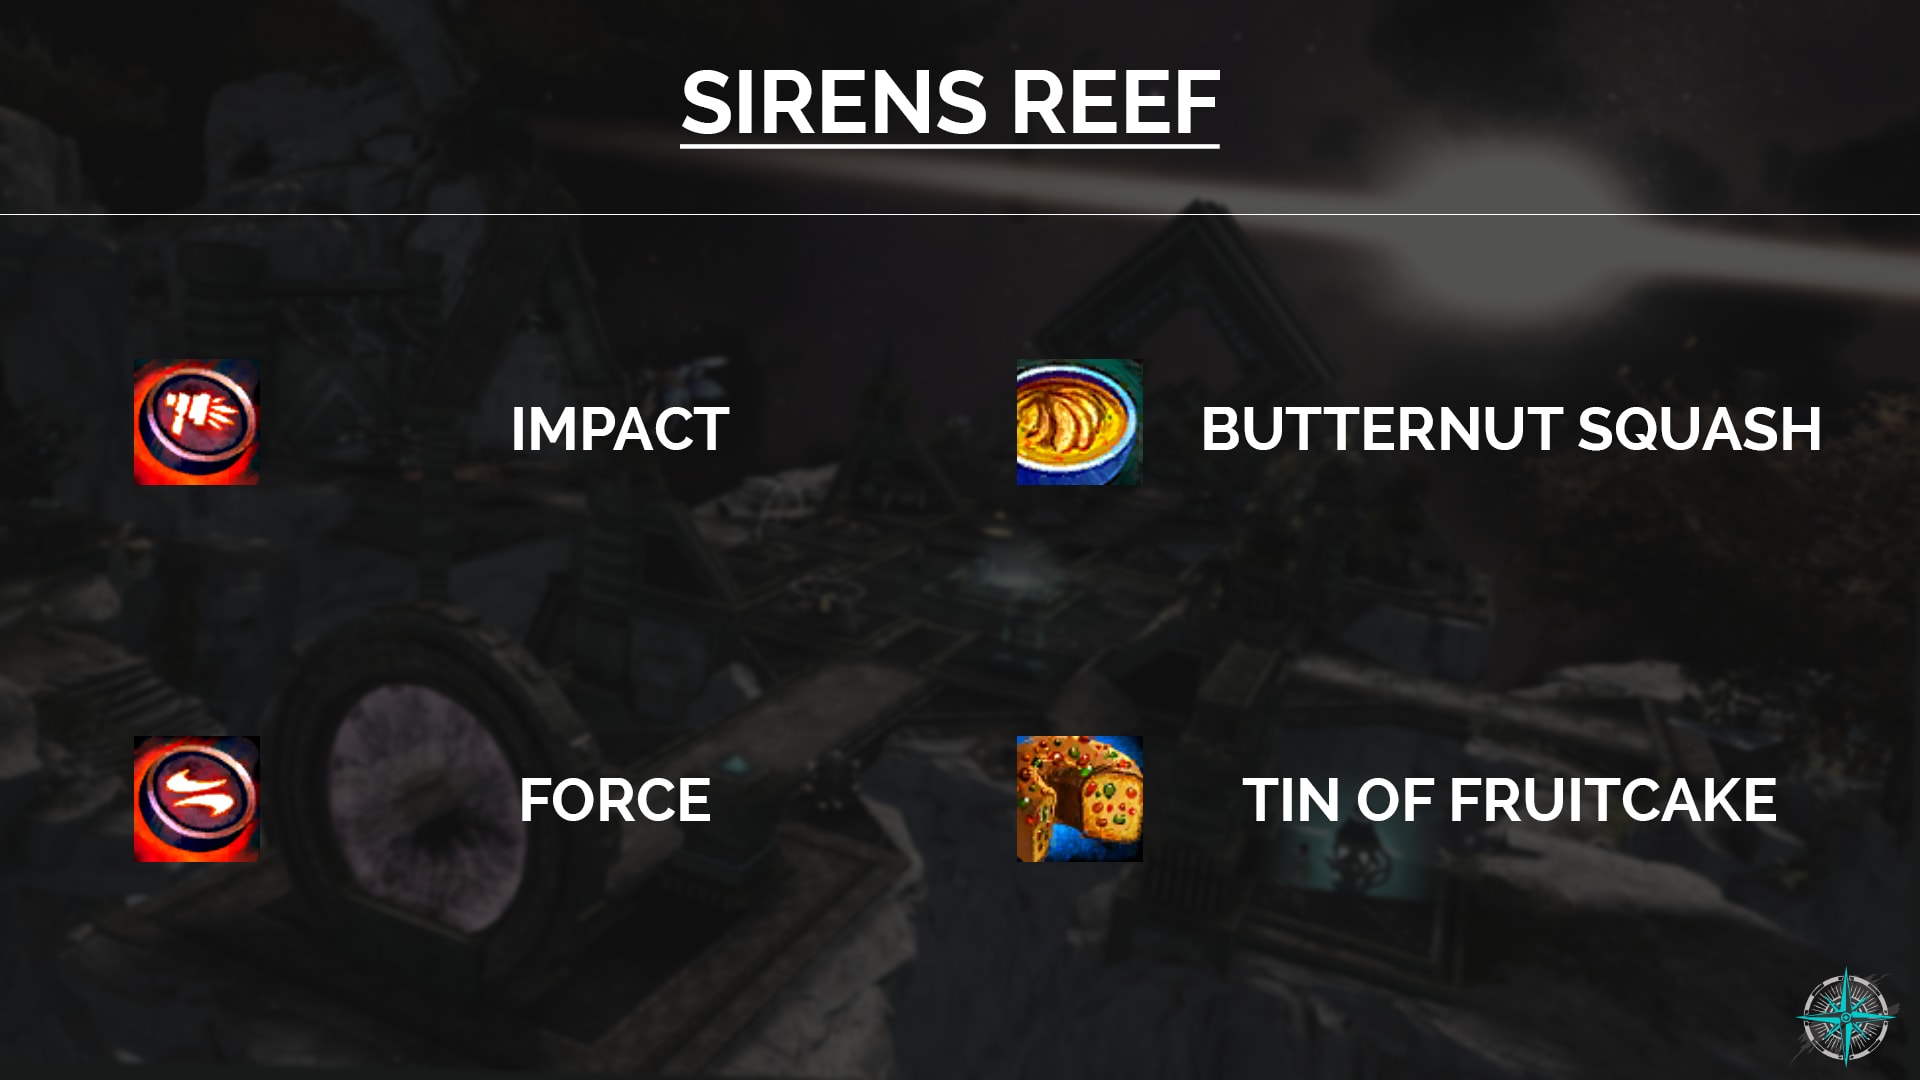 SIRENS REEF
IMPACT
BUTTERNUT SQUASH
FORCE
TIN OF FRUITCAKE